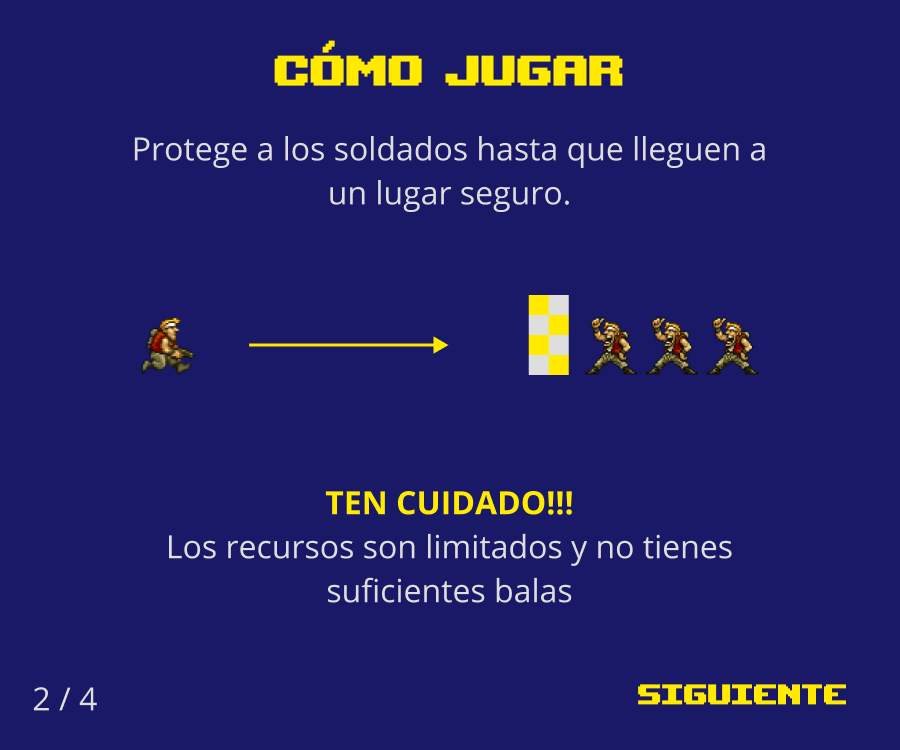 CÓMO JUGAR
Protege a los soldados hasta que lleguen a
un lugar seguro.
TEN CUIDADO!!!
Los recursos son limitados y no tienes
suficientes balas
2 / 4
SIGUIENTE